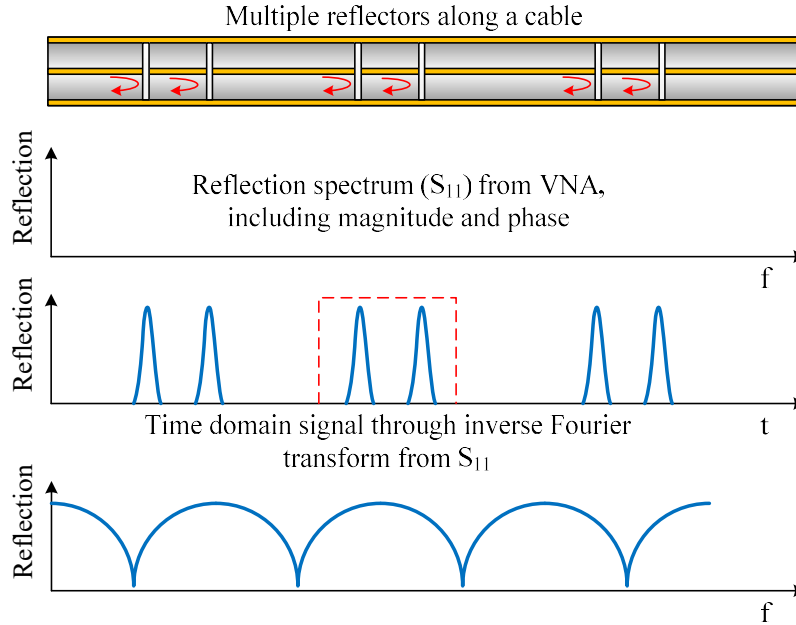 Multiple reflectors along a cable
Reflection
Reflection spectrum (S₁₁) from VNA,
including magnitude and phase
f
Reflection
Time domain signal through inverse Fourier
transform from S₁₁
t
Reflection
f